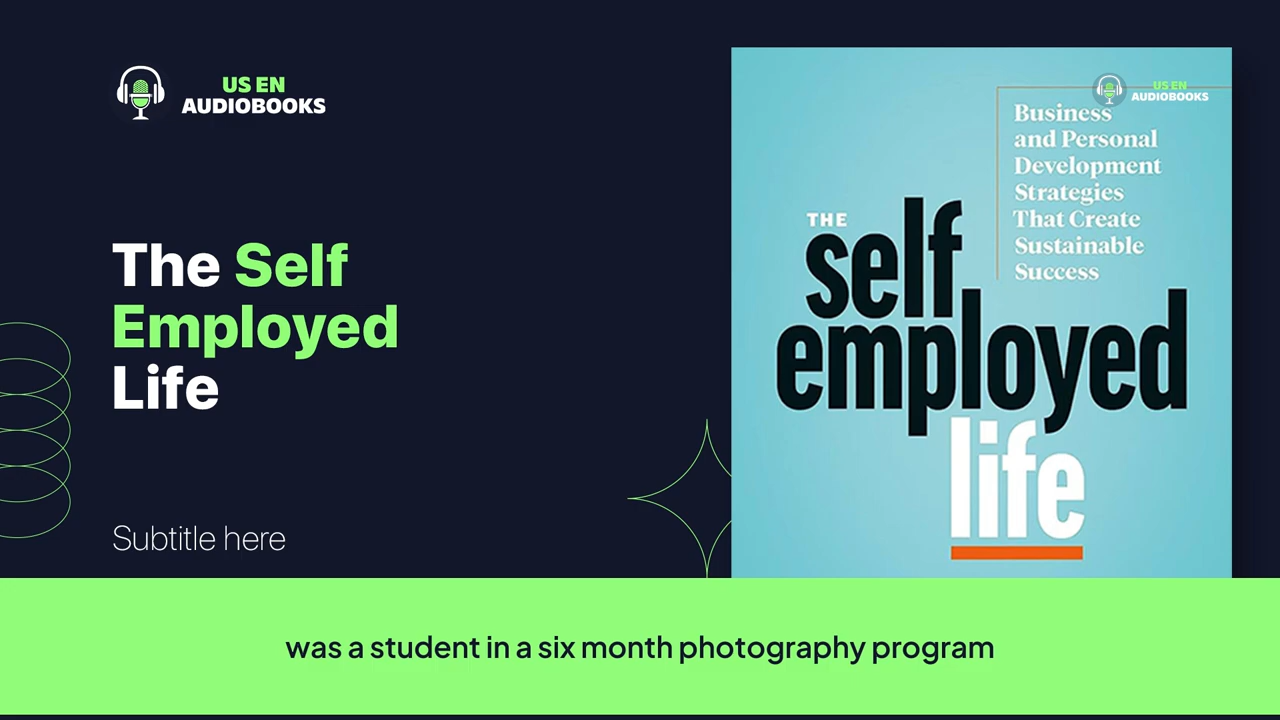 US EN
AUDIOBOOKS
The Self
Employed
Life
Subtitle here
US EN
AUDIOBOOKS
Business
and Personal
Development
Strategies
That Create
Sustainable
Success
THE
self
employed
life
was a student in a six month photography program